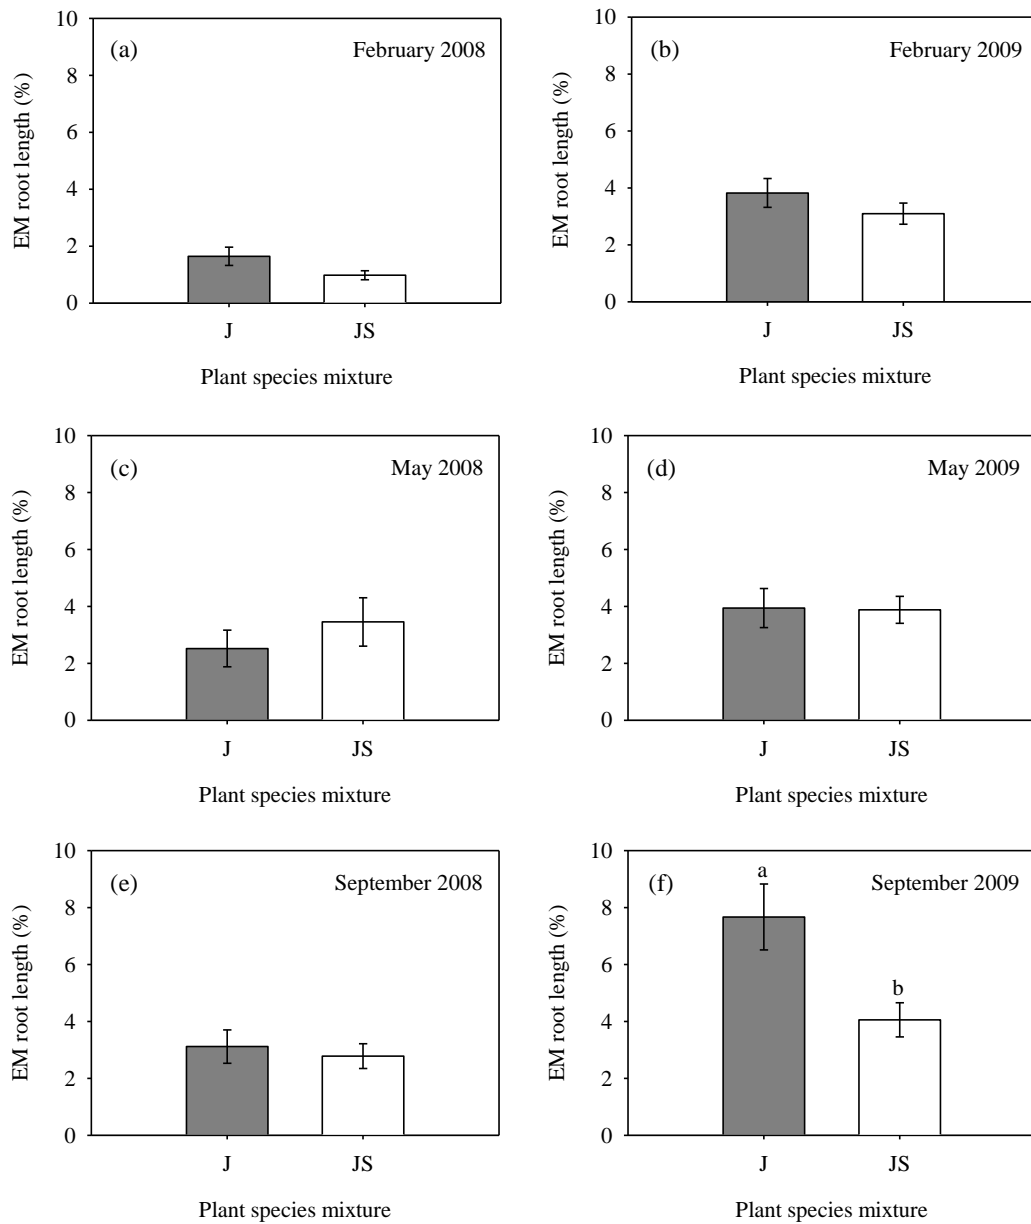 (a)
February 2008
EM root length (%)
10
8
6
4
2
0
J
JS
Plant species mixture
(b)
February 2009
EM root length (%)
10
8
6
4
2
0
J
JS
Plant species mixture
(c)
May 2008
EM root length (%)
10
8
6
4
2
0
J
JS
Plant species mixture
(d)
May 2009
EM root length (%)
10
8
6
4
2
0
J
JS
Plant species mixture
(e)
September 2008
EM root length (%)
10
8
6
4
2
0
J
JS
Plant species mixture
(f)
September 2009
EM root length (%)
10
8
6
4
2
0
a
b
J
JS
Plant species mixture